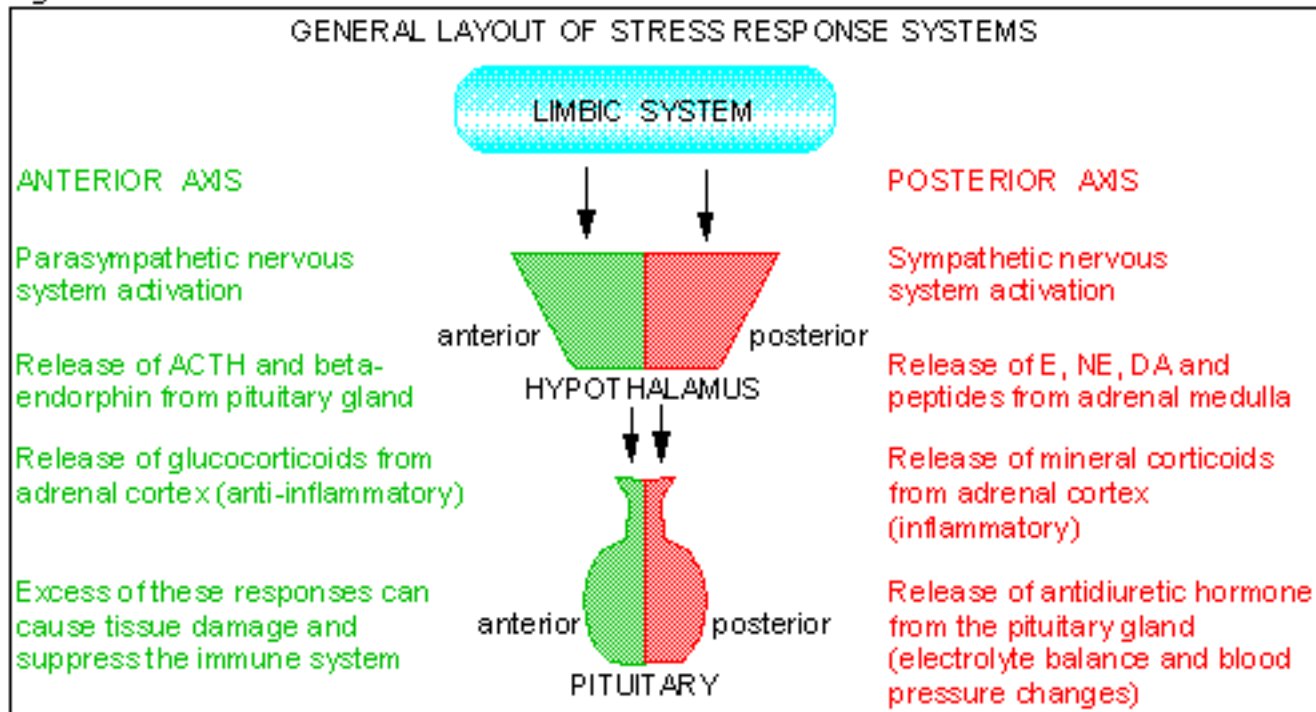 GENERAL LAYOUT OF STRESS RESPONSE SYSTEMS
LIMBIC SYSTEM
ANTERIOR AXIS
Parasympathetic nervous
system activation
Release of ACTH and beta-
endorphin from pituitary gland
Release of glucocorticoids from
adrenal cortex (anti-inflammatory)
Excess of these responses can
cause tissue damage and
suppress the immune system
anterior
posterior
HYPOTHALAMUS
anterior
posterior
PITUITARY
POSTERIOR AXIS
Sympathetic nervous
system activation
Release of E, NE, DA and
peptides from adrenal medulla
Release of mineral corticoids
from adrenal cortex
(inflammatory)
Release of antidiuretic hormone
from the pituitary gland
(electrolyte balance and blood
pressure changes)